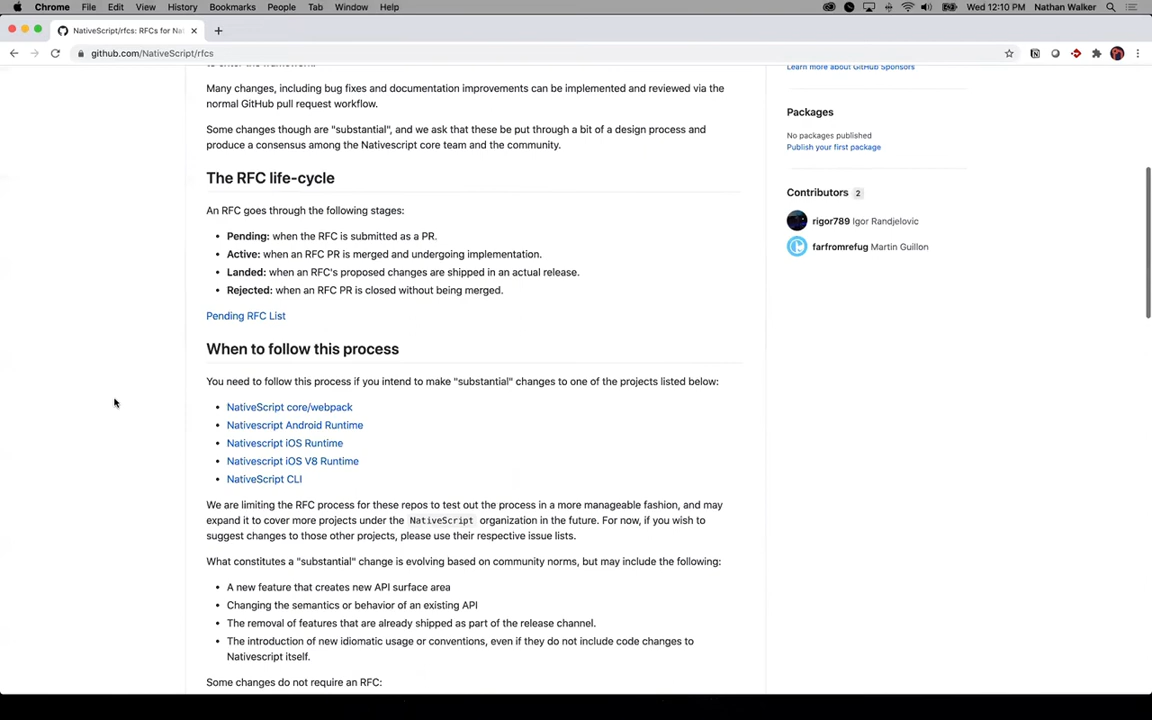 Chrome File Edit View History Bookmarks People Tab Window Help Wed 12:10 PM Nathan Walker
NativeScript/rfcs: RFCs for Na
github.com/NativeScript/rfcs
Many changes, including bug fixes and documentation improvements can be implemented and reviewed via the
normal GitHub pull request workflow.
Some changes though are "substantial", and we ask that these be put through a bit of a design process and
produce a consensus among the Nativescript core team and the community.
The RFC life-cycle
An RFC goes through the following stages:
• Pending: when the RFC is submitted as a PR.
• Active: when an RFC PR is merged and undergoing implementation.
• Landed: when an RFC's proposed changes are shipped in an actual release.
• Rejected: when an RFC PR is closed without being merged.
Pending RFC List
When to follow this process
You need to follow this process if you intend to make "substantial" changes to one of the projects listed below:
• NativeScript core/webpack
• Nativescript Android Runtime
• Nativescript iOS Runtime
• Nativescript iOS V8 Runtime
• NativeScript CLI
We are limiting the RFC process for these repos to test out the process in a more manageable fashion, and may
expand it to cover more projects under the NativeScript organization in the future. For now, if you wish to
suggest changes to those other projects, please use their respective issue lists.
What constitutes a "substantial" change is evolving based on community norms, but may include the following:
• A new feature that creates new API surface area
• Changing the semantics or behavior of an existing API
• The removal of features that are already shipped as part of the release channel.
• The introduction of new idiomatic usage or conventions, even if they do not include code changes to
Nativescript itself.
Some changes do not require an RFC:
Learn more about GitHub Sponsors
Packages
No packages published
Publish your first package
Contributors 2
rigor789 Igor Randjelovic
farfromrefug Martin Guillon